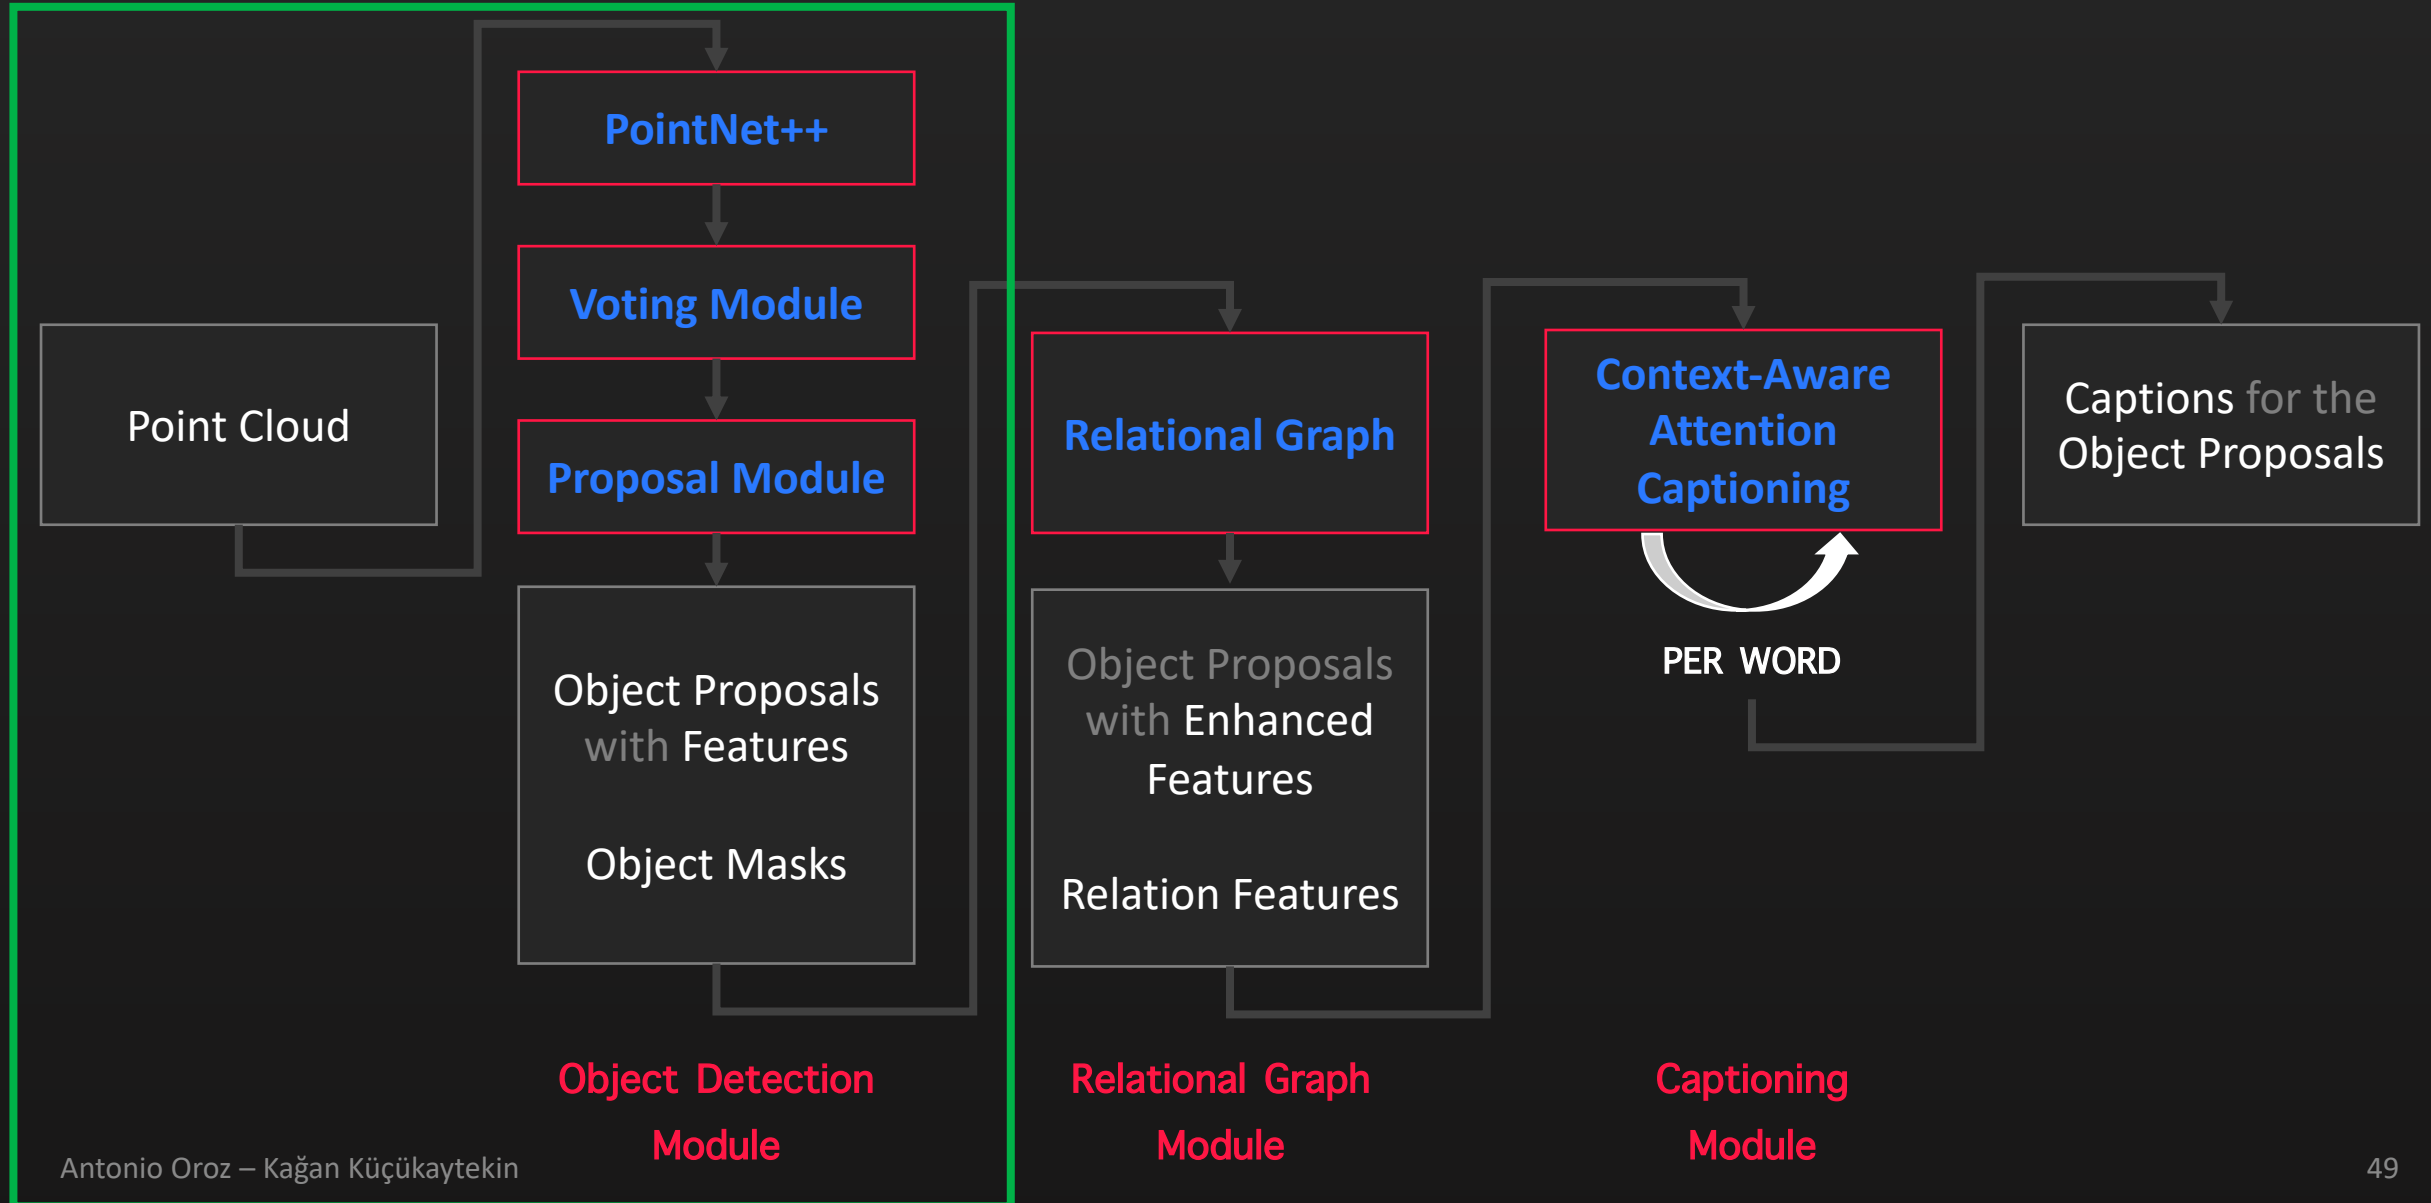 Point Cloud
PointNet++
Voting Module
Proposal Module
Object Proposals
with Features
Object Masks
Object Detection
Module
Relational Graph
Object Proposals
with Enhanced
Features
Relation Features
Relational Graph
Module
Context-Aware
Attention
Captioning
PER WORD
Captioning
Module
Captions for the
Object Proposals
Antonio Oroz – Kağan Küçükaytekin
49